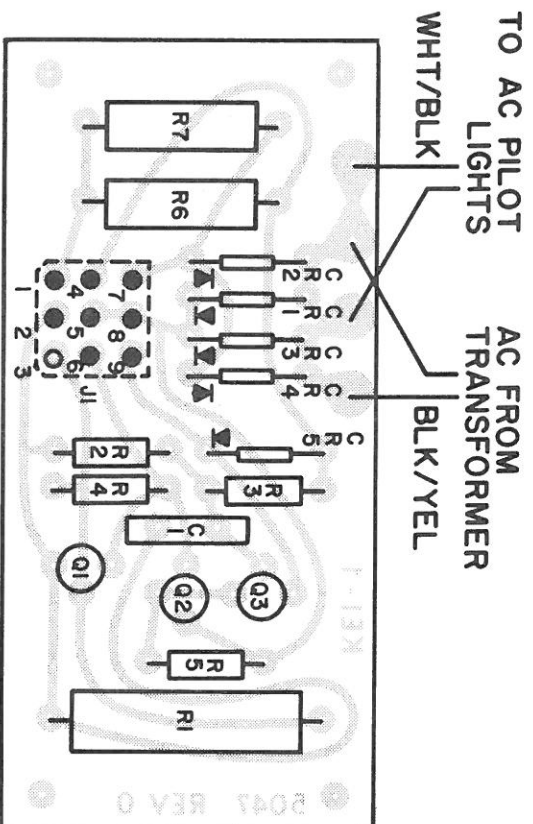 TO AC PILOT
LIGHTS
WHT/BLK
AC FROM
TRANSFORMER
BLK/YEL
R7
R6
CR2
CR1
CR3
CR4
CR5
7
8
9
4
5
6
1
2
3
J1
R2
R4
R3
C1
Q1
Q2
Q3
R5
R1
KE1-1
5047 REV 0